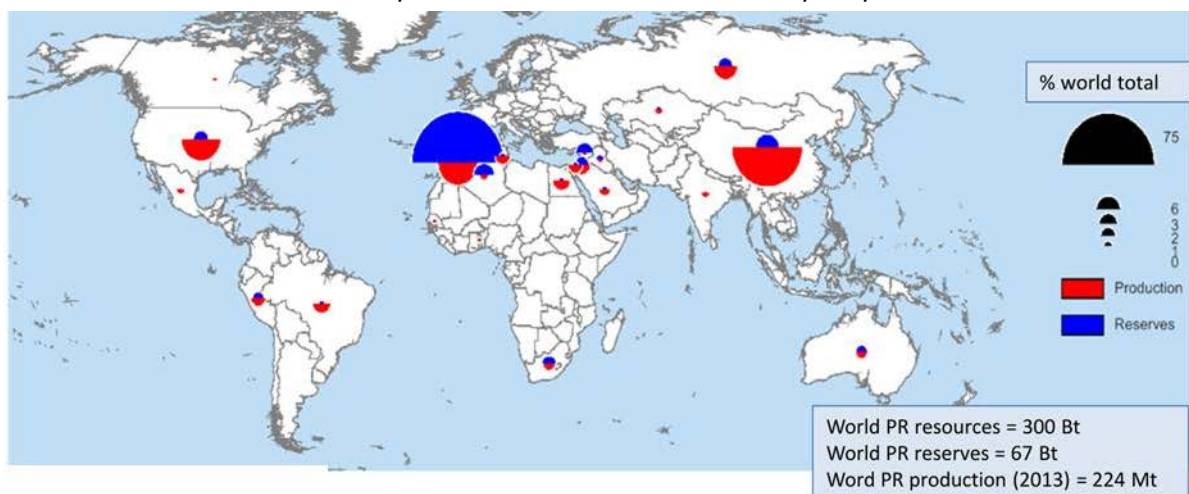 % world total
75
6
3
2
1
0
Production
Reserves
World PR resources = 300 Bt
World PR reserves = 67 Bt
Word PR production (2013) = 224 Mt